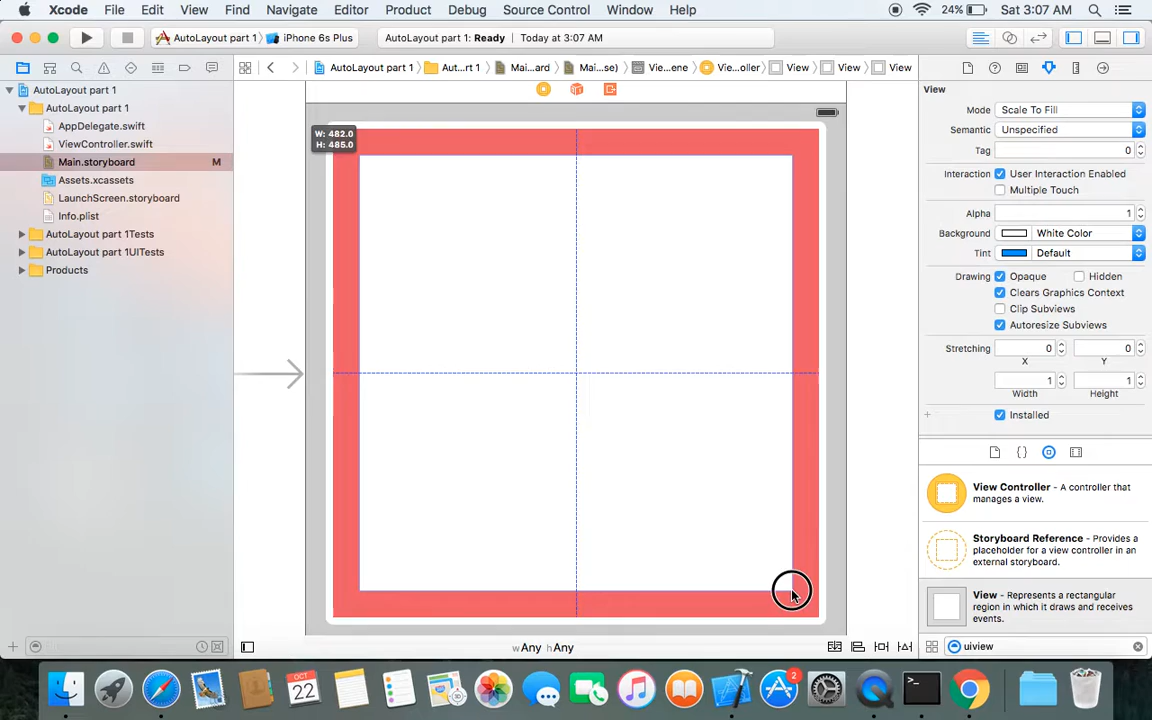 Xcode File Edit View Find Navigate Editor Product Debug Source Control Window Help 24% Sat 3:07 AM
AutoLayout part 1 iPhone 6s Plus AutoLayout part 1: Ready Today at 3:07 AM
AutoLayout part 1 Aut...rt 1 Mai...ard Mai...se) Vie...ene Vie...oller View View View
AutoLayout part 1
AutoLayout part 1
AppDelegate.swift
ViewController.swift
Main.storyboard M
Assets.xcassets
LaunchScreen.storyboard
Info.plist
AutoLayout part 1Tests
AutoLayout part 1UITests
Products
W: 482.0
H: 485.0
wAny hAny
View
Mode Scale To Fill
Semantic Unspecified
Tag 0
Interaction User Interaction Enabled
Multiple Touch
Alpha 1
Background White Color
Tint Default
Drawing Opaque Hidden
Clears Graphics Context
Clip Subviews
Autoresize Subviews
Stretching 0 0
X Y
1 1
Width Height
Installed
View Controller - A controller that
manages a view.
Storyboard Reference - Provides a
placeholder for a view controller in an
external storyboard.
View - Represents a rectangular
region in which it draws and receives
events.
uiview
OCT
22
2